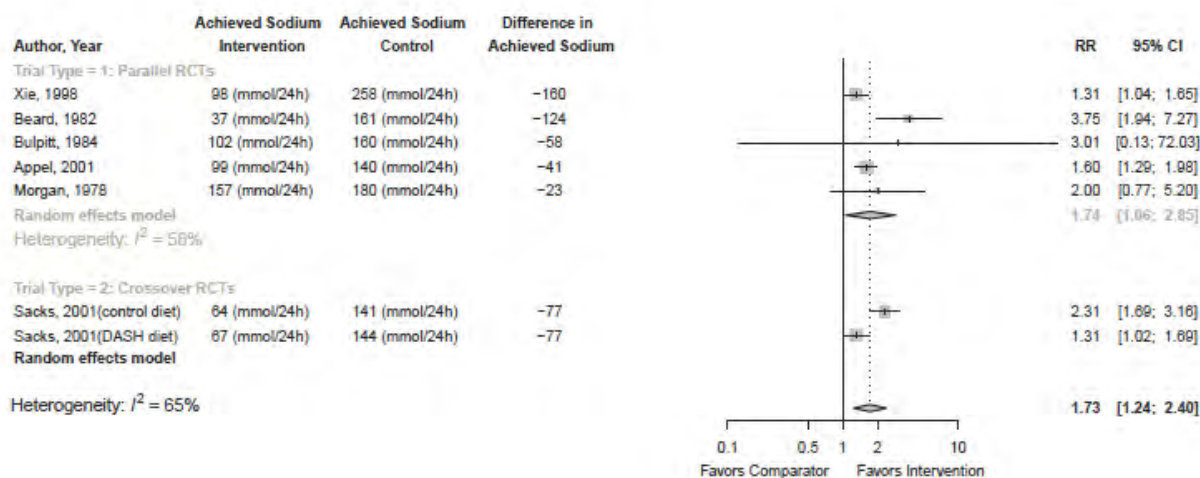 Achieved Sodium Achieved Sodium Difference in
Author, Year Intervention Control Achieved Sodium RR 95% CI
Trial Type = 1: Parallel RCTs
Xie, 1998 98 (mmol/24h) 258 (mmol/24h) −160 1.31 [1.04; 1.65]
Beard, 1982 37 (mmol/24h) 161 (mmol/24h) −124 3.75 [1.94; 7.27]
Bulpitt, 1984 102 (mmol/24h) 160 (mmol/24h) −58 3.01 [0.13; 72.03]
Appel, 2001 99 (mmol/24h) 140 (mmol/24h) −41 1.60 [1.29; 1.98]
Morgan, 1978 157 (mmol/24h) 180 (mmol/24h) −23 2.00 [0.77; 5.20]
Random effects model 1.74 [1.06; 2.85]
Heterogeneity: I² = 58%
Trial Type = 2: Crossover RCTs
Sacks, 2001(control diet) 64 (mmol/24h) 141 (mmol/24h) −77 2.31 [1.69; 3.16]
Sacks, 2001(DASH diet) 67 (mmol/24h) 144 (mmol/24h) −77 1.31 [1.02; 1.69]
Random effects model
Heterogeneity: I² = 65% 1.73 [1.24; 2.40]
0.1 0.5 1 2 10
Favors Comparator Favors Intervention